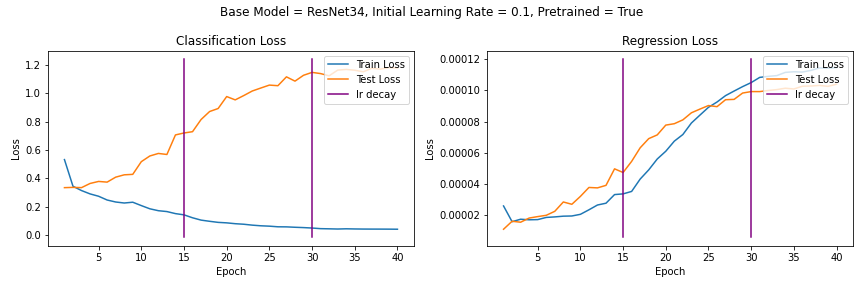 Base Model = ResNet34, Initial Learning Rate = 0.1, Pretrained = True
Classification Loss
Loss
1.2
1.0
0.8
0.6
0.4
0.2
0.0
5 10 15 20 25 30 35 40
Epoch
Train Loss
Test Loss
lr decay
Regression Loss
Loss
0.00012
0.00010
0.00008
0.00006
0.00004
0.00002
5 10 15 20 25 30 35 40
Epoch
Train Loss
Test Loss
lr decay